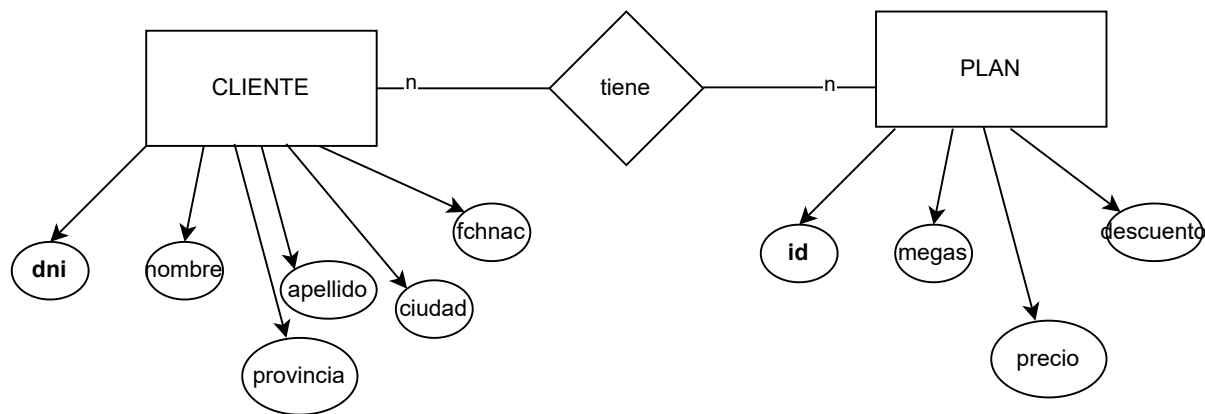 CLIENTE
n
tiene
n
PLAN
dni
nombre
provincia
apellido
ciudad
fchnac
id
megas
precio
descuento